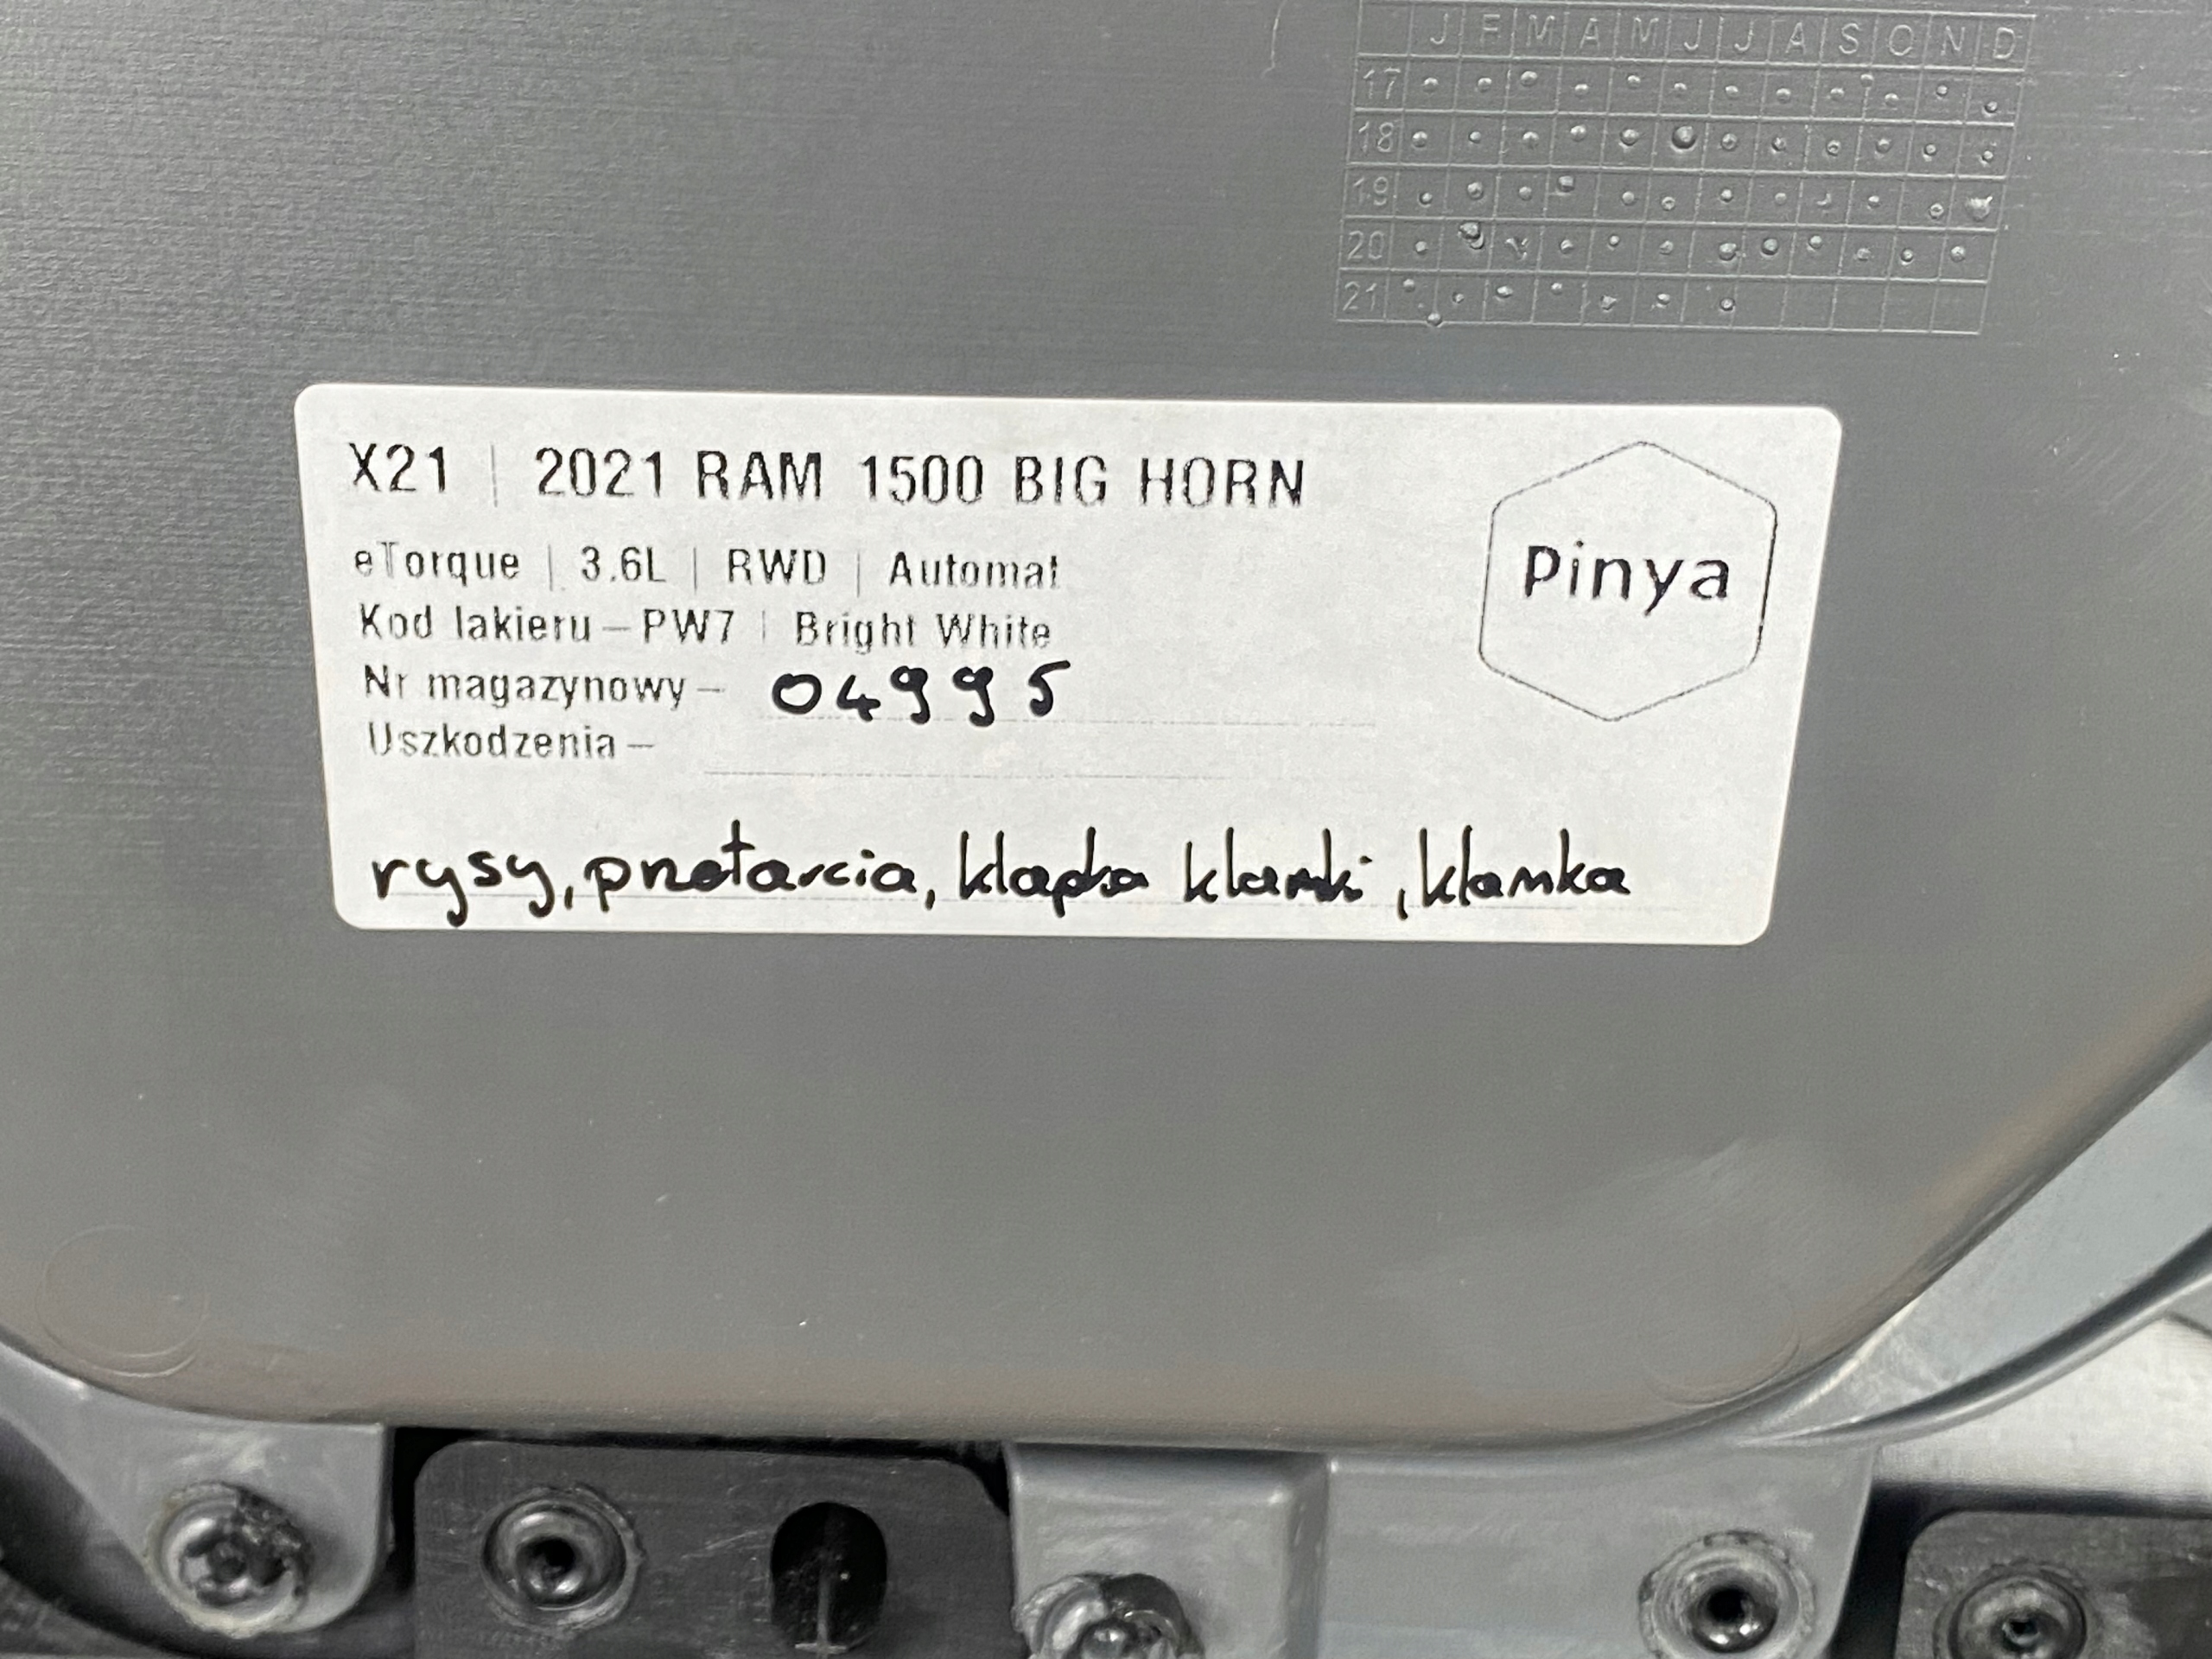 J F M A M J J A S O N D
17
18
19
20
21
X21 | 2021 RAM 1500 BIG HORN
eTorque | 3.6L | RWD | Automat
Kod lakieru – PW7 | Bright White
Nr magazynowy – 04995
Uszkodzenia –
rysy, przetarcia, klapka klamki, klamka
Pinya